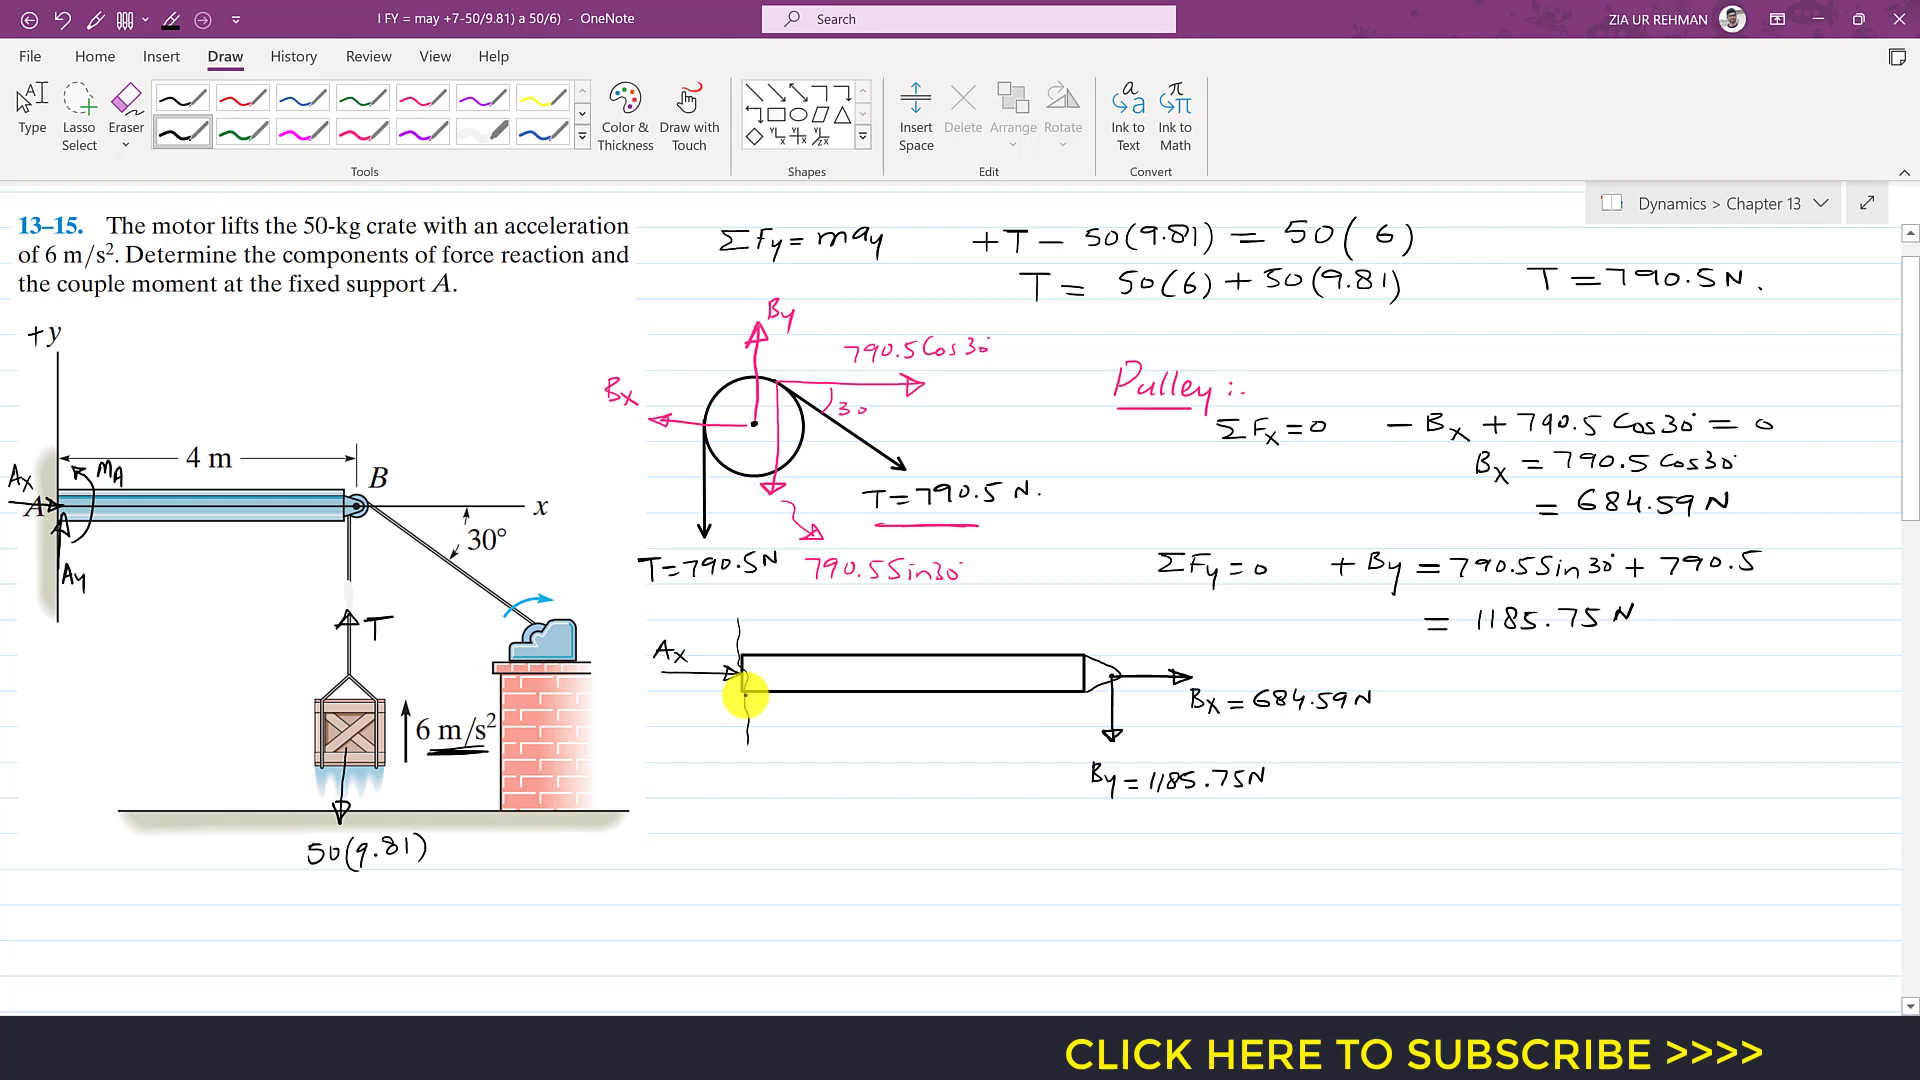 I FY = may +7-50/9.81) a 50/6) - OneNote
Search
ZIA UR REHMAN
File Home Insert Draw History Review View Help
Type
Lasso Select
Eraser
Color & Thickness
Draw with Touch
Insert Space
Delete
Arrange
Rotate
Ink to Text
Ink to Math
Tools
Shapes
Edit
Convert
Dynamics > Chapter 13
13–15. The motor lifts the 50-kg crate with an acceleration
of 6 m/s². Determine the components of force reaction and
the couple moment at the fixed support A.
+y
4 m
B
Ax
MA
A
x
30°
Ay
T
6 m/s²
50(9.81)
ΣFy = may +T - 50(9.81) = 50(6)
T = 50(6) + 50(9.81) T = 790.5 N.
By
790.5 Cos 30°
Bx
30
T = 790.5 N.
T = 790.5 N
790.5 Sin 30°
Pulley :.
ΣFx = 0 - Bx + 790.5 Cos 30° = 0
Bx = 790.5 Cos 30°
= 684.59 N
ΣFy = 0 + By = 790.5 Sin 30° + 790.5
= 1185.75 N
Ax
Bx = 684.59 N
By = 1185.75 N
CLICK HERE TO SUBSCRIBE >>>>